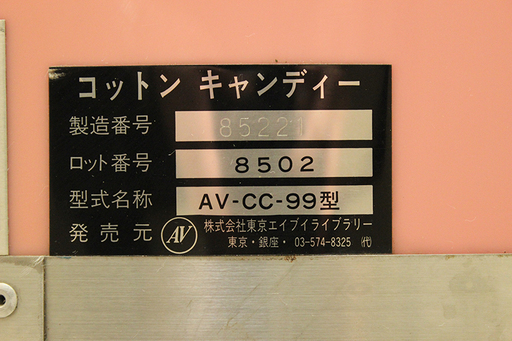 コットン キャンディー
製造番号 85221
ロット番号 8502
型式名称 AV-CC-99型
発売元 AV 株式会社東京エイブイライブラリー
東京・銀座・ 03-574-8325 (代)